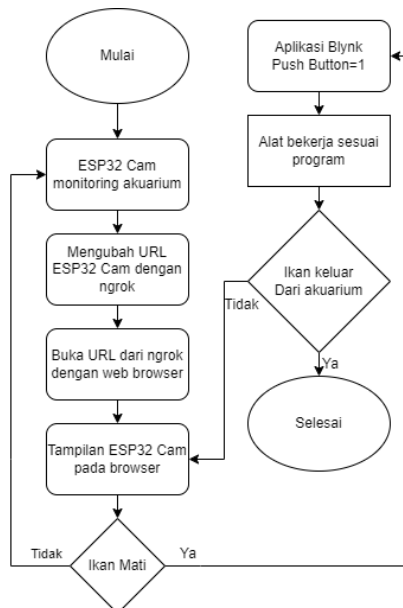 Mulai
ESP32 Cam
monitoring akuarium
Mengubah URL
ESP32 Cam dengan
ngrok
Buka URL dari ngrok
dengan web browser
Tampilan ESP32 Cam
pada browser
Ikan Mati
Tidak
Ya
Aplikasi Blynk
Push Button=1
Alat bekerja sesuai
program
Ikan keluar
Dari akuarium
Tidak
Ya
Selesai